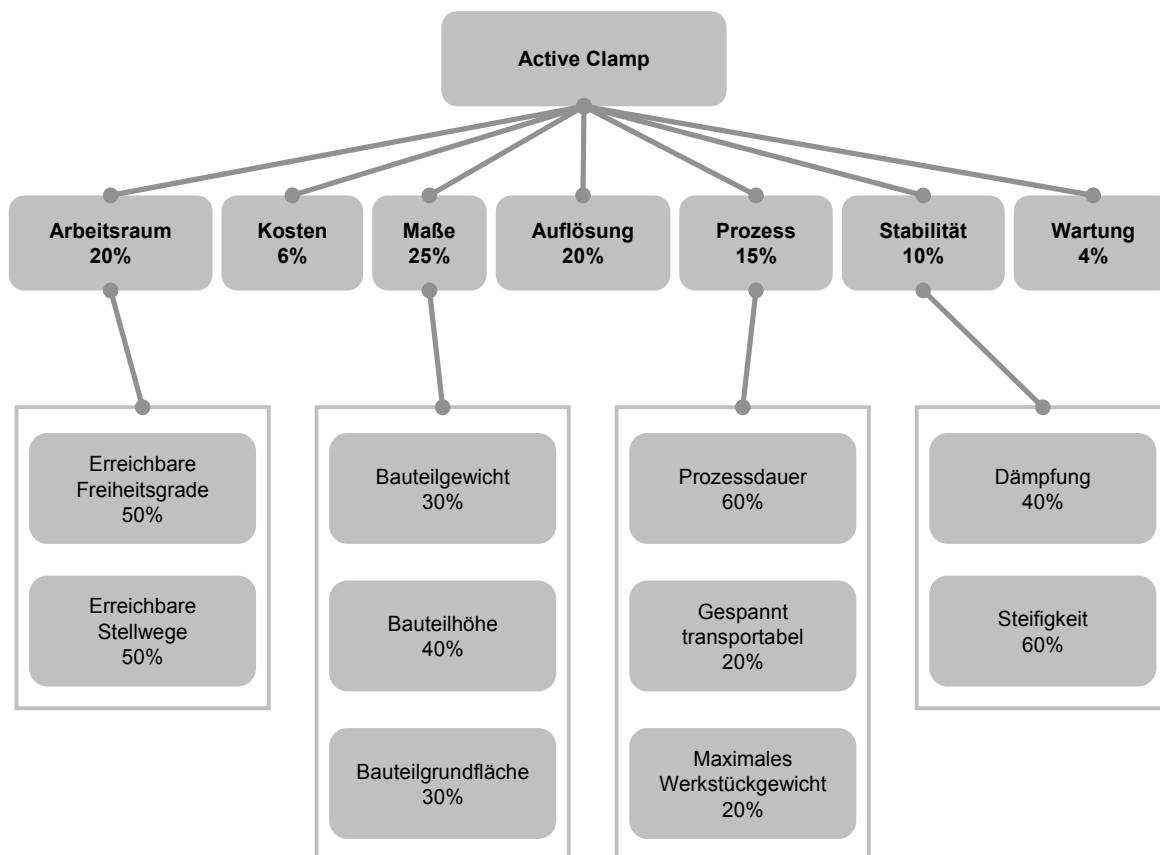 Active Clamp
Arbeitsraum
20%
Kosten
6%
Maße
25%
Auflösung
20%
Prozess
15%
Stabilität
10%
Wartung
4%
Erreichbare
Freiheitsgrade
50%
Erreichbare
Stellwege
50%
Bauteilgewicht
30%
Bauteilhöhe
40%
Bauteilgrundfläche
30%
Prozessdauer
60%
Gespannt
transportabel
20%
Maximales
Werkstückgewicht
20%
Dämpfung
40%
Steifigkeit
60%